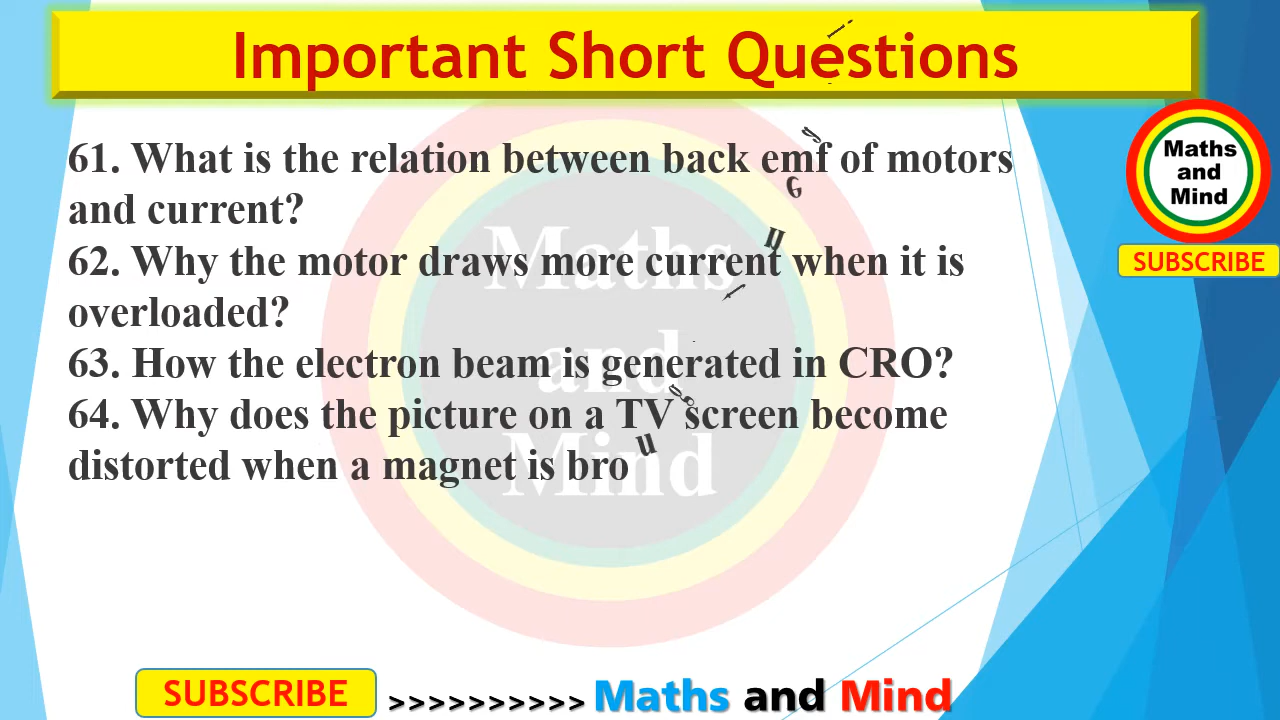 Important Short Questions
61. What is the relation between back emf of motors
and current?
62. Why the motor draws more current when it is
overloaded?
63. How the electron beam is generated in CRO?
64. Why does the picture on a TV screen become
distorted when a magnet is bro
Maths
and
Mind
SUBSCRIBE
Maths
and
Mind
SUBSCRIBE >>>>>>>>>> Maths and Mind